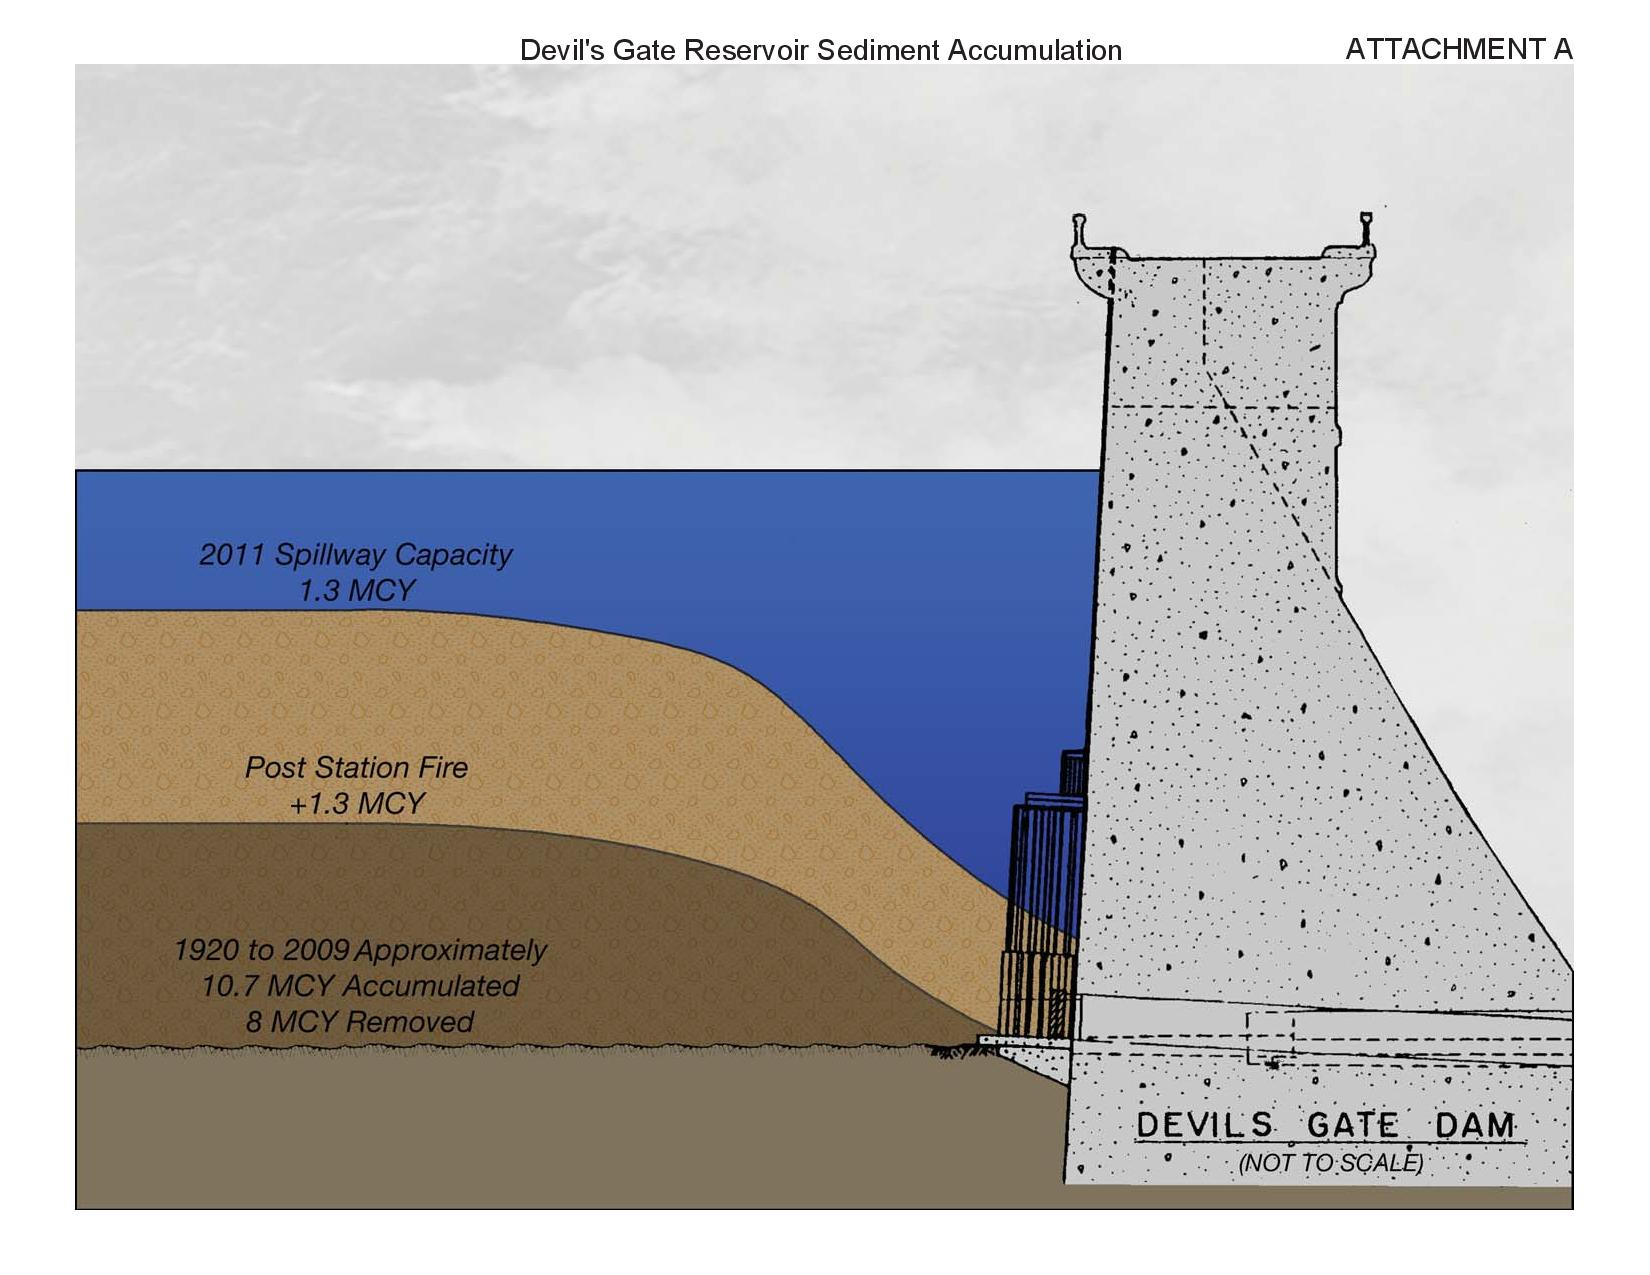 Devil's Gate Reservoir Sediment Accumulation ATTACHMENT A
2011 Spillway Capacity
1.3 MCY
Post Station Fire
+1.3 MCY
1920 to 2009 Approximately
10.7 MCY Accumulated
8 MCY Removed
DEVILS GATE DAM
(NOT TO SCALE)